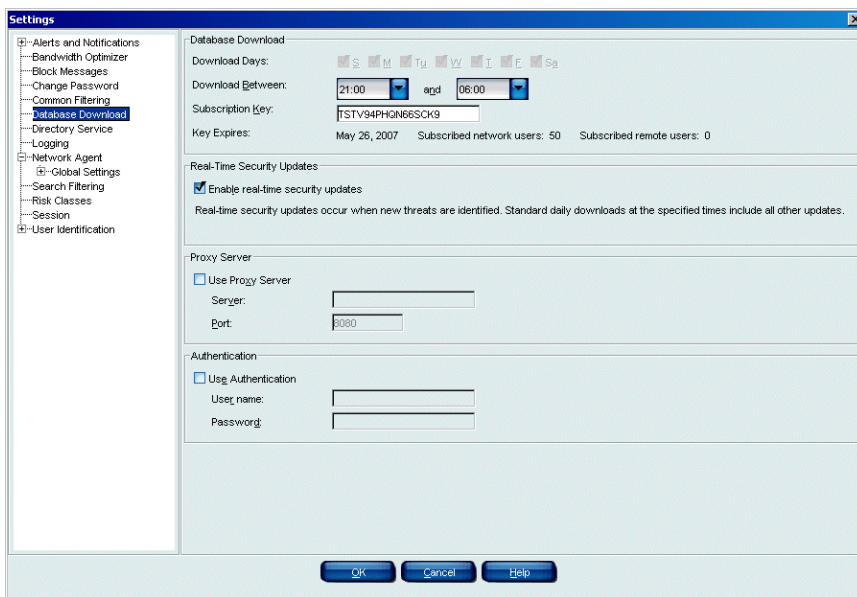 Settings
Alerts and Notifications
Bandwidth Optimizer
Block Messages
Change Password
Common Filtering
Database Download
Directory Service
Logging
Network Agent
Global Settings
Search Filtering
Risk Classes
Session
User Identification
Database Download
Download Days: S M Tu W T F Sa
Download Between: 21:00 and 06:00
Subscription Key: TSTV94PHQN66SCK9
Key Expires: May 26, 2007 Subscribed network users: 50 Subscribed remote users: 0
Real-Time Security Updates
Enable real-time security updates
Real-time security updates occur when new threats are identified. Standard daily downloads at the specified times include all other updates.
Proxy Server
Use Proxy Server
Server:
Port: 8080
Authentication
Use Authentication
User name:
Password:
OK Cancel Help